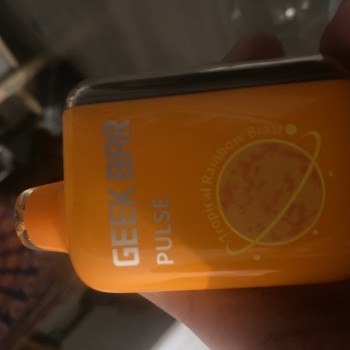 GEEK BAR
PULSE
Tropical Rainbow Blast